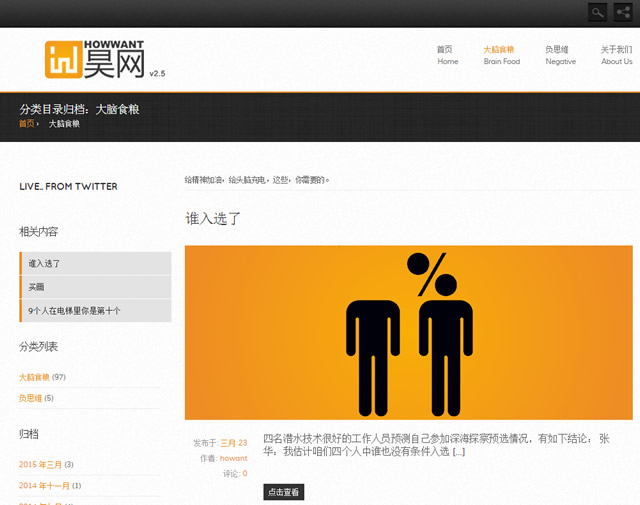 HOWWANT
昊网 v2.5
首页 大脑食粮 负思维 关于我们
Home Brain Food Negative About Us
分类目录归档：大脑食粮
首页 › 大脑食粮
LIVE.. FROM TWITTER
相关内容
谁入选了
买画
9个人在电梯里你是第十个
分类列表
大脑食粮 (97)
负思维 (5)
归档
2015 年三月 (3)
2014 年十一月 (1)
给精神加油，给头脑充电，这些，你需要的。
谁入选了
%
发布于: 三月 23
作者: howant
评论: 0
四名潜水技术很好的工作人员预测自己参加深海探察预选情况，有如下结论： 张
华：我估计咱们四个人中谁也没有条件入选 [...]
点击查看